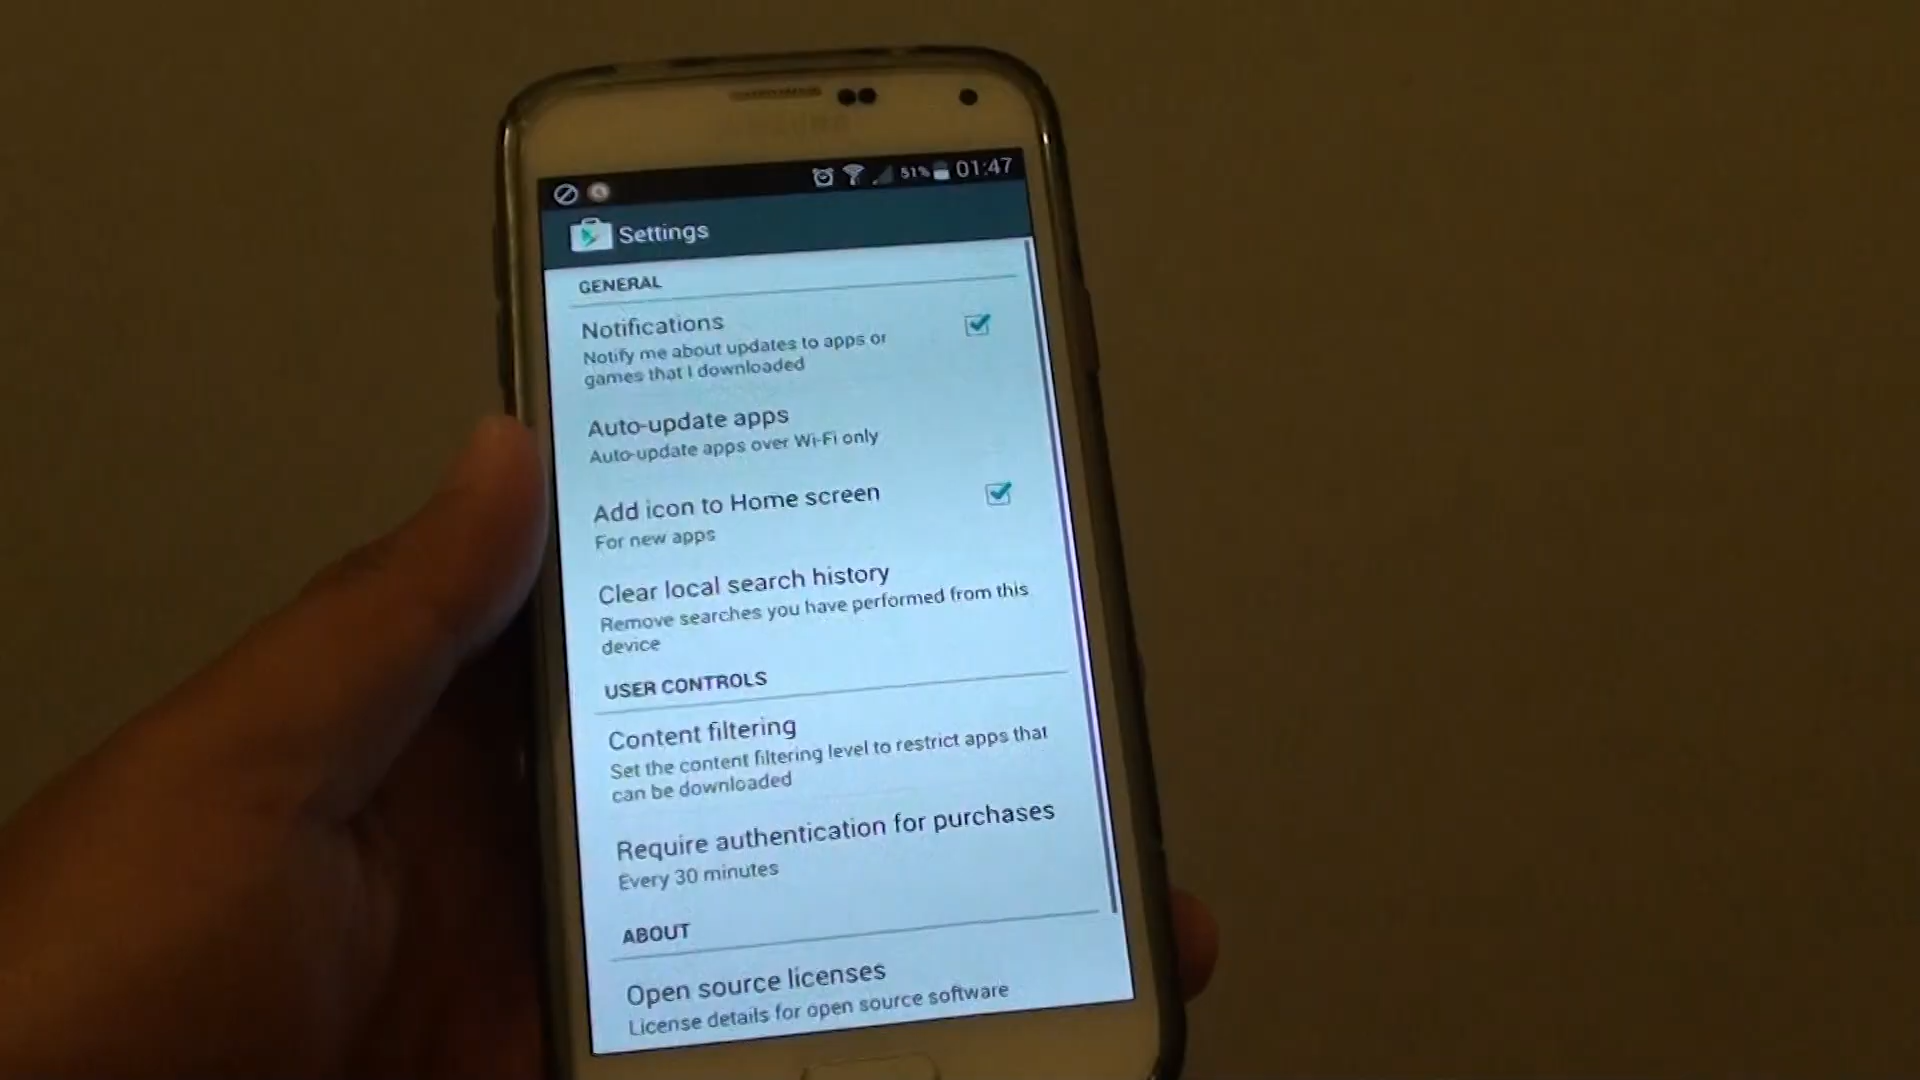 SAMSUNG
51% 01:47
Settings
GENERAL
Notifications
Notify me about updates to apps or
games that I downloaded
Auto-update apps
Auto-update apps over Wi-Fi only
Add icon to Home screen
For new apps
Clear local search history
Remove searches you have performed from this
device
USER CONTROLS
Content filtering
Set the content filtering level to restrict apps that
can be downloaded
Require authentication for purchases
Every 30 minutes
ABOUT
Open source licenses
License details for open source software